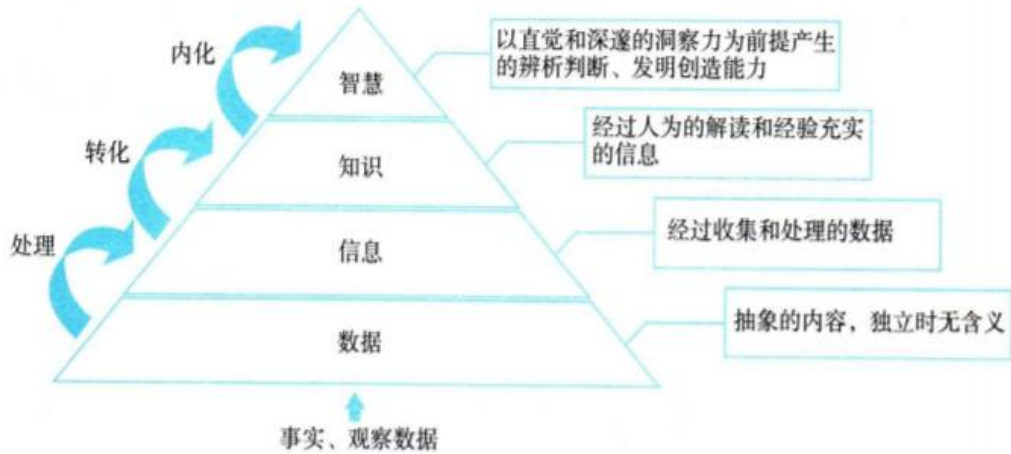 内化
以直觉和深邃的洞察力为前提产生
的辨析判断、发明创造能力
智慧
转化
经过人为的解读和经验充实
的信息
知识
处理
经过收集和处理的数据
信息
抽象的内容，独立时无含义
数据
事实、观察数据